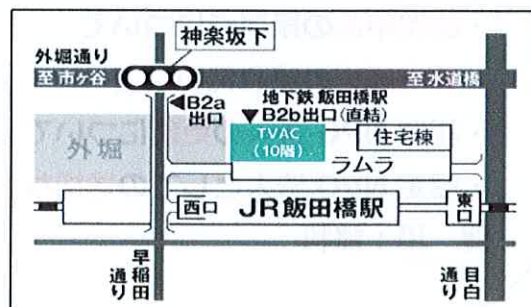 神楽坂下
外堀通り
至 市ヶ谷
至 水道橋
◀B2a
出口
地下鉄 飯田橋駅
▼B2b出口(直結)
TVAC
(10階)
住宅棟
ラムラ
外堀
西口
JR飯田橋駅
東口
早稲田通り
目白通り